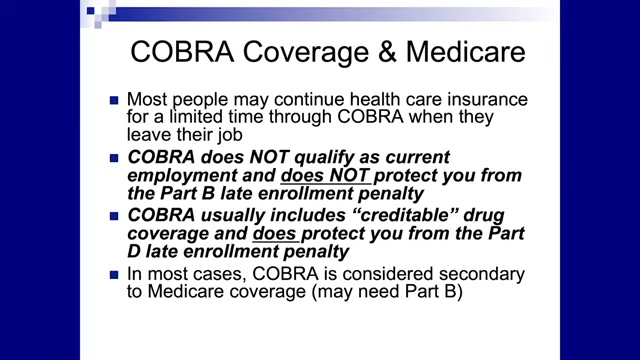 COBRA Coverage & Medicare
Most people may continue health care insurance
for a limited time through COBRA when they
leave their job
COBRA does NOT qualify as current
employment and does NOT protect you from
the Part B late enrollment penalty
COBRA usually includes “creditable” drug
coverage and does protect you from the Part
D late enrollment penalty
In most cases, COBRA is considered secondary
to Medicare coverage (may need Part B)